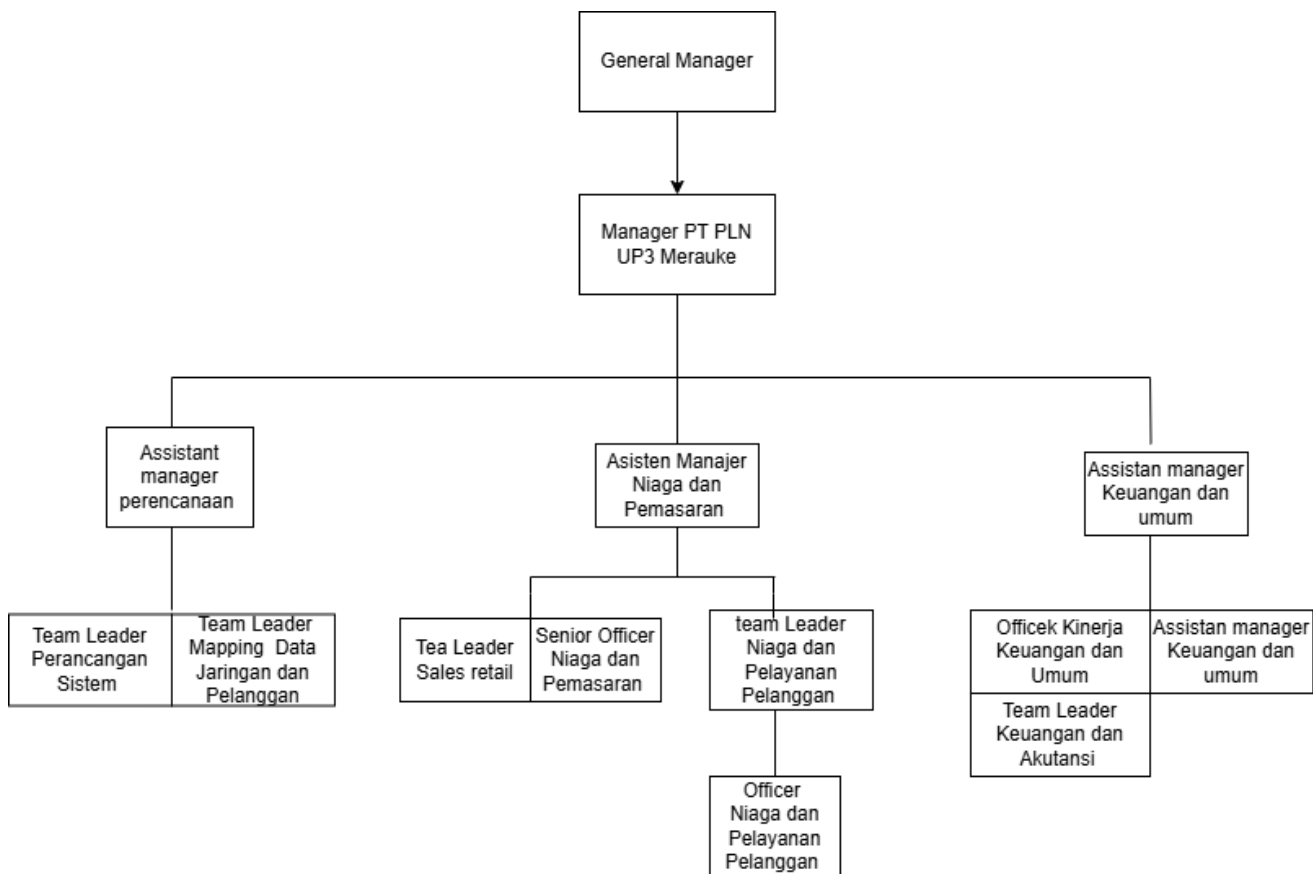 General Manager
Manager PT PLN
UP3 Merauke
Assistant
manager
perencanaan
Asisten Manajer
Niaga dan
Pemasaran
Assistan manager
Keuangan dan
umum
Team Leader
Perancangan
Sistem
Team Leader
Mapping Data
Jaringan dan
Pelanggan
Tea Leader
Sales retail
Senior Officer
Niaga dan
Pemasaran
team Leader
Niaga dan
Pelayanan
Pelanggan
Officek Kinerja
Keuangan dan
Umum
Assistan manager
Keuangan dan
umum
Team Leader
Keuangan dan
Akutansi
Officer
Niaga dan
Pelayanan
Pelanggan